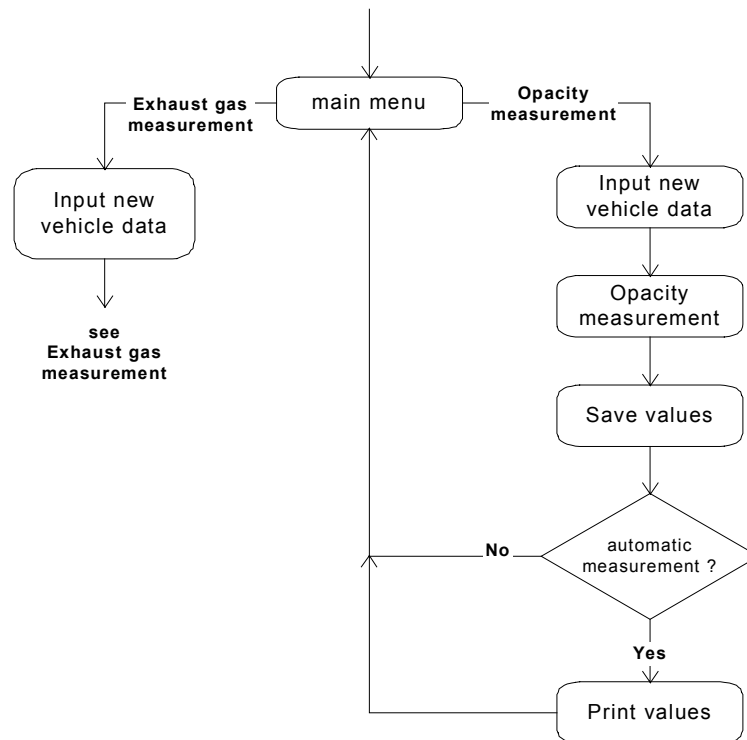 main menu
Exhaust gas
measurement
Opacity
measurement
Input new
vehicle data
see
Exhaust gas
measurement
Input new
vehicle data
Opacity
measurement
Save values
automatic
measurement ?
No
Yes
Print values